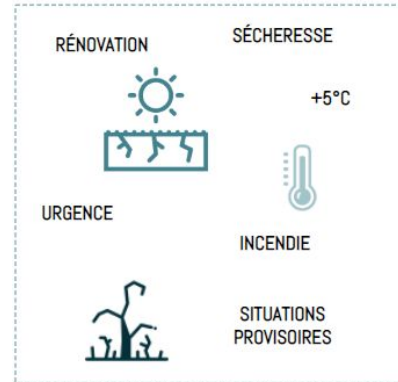 RÉNOVATION
SÉCHERESSE
+5°C
URGENCE
INCENDIE
SITUATIONS
PROVISOIRES